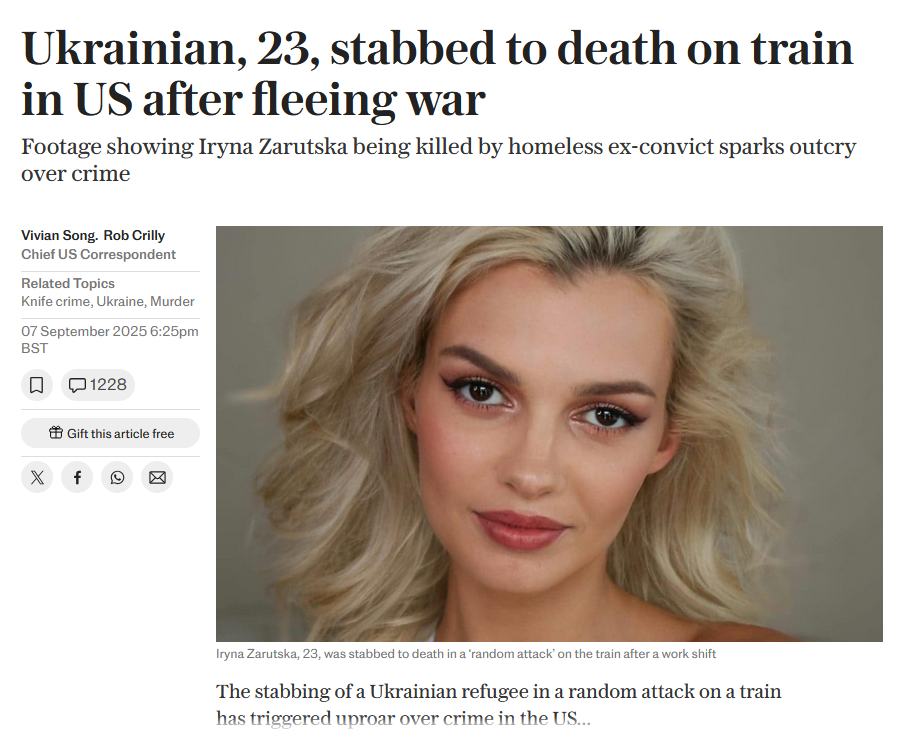 Ukrainian, 23, stabbed to death on train
in US after fleeing war
Footage showing Iryna Zarutska being killed by homeless ex-convict sparks outcry
over crime
Vivian Song. Rob Crilly
Chief US Correspondent
Related Topics
Knife crime, Ukraine, Murder
07 September 2025 6:25pm
BST
1228
Gift this article free
Iryna Zarutska, 23, was stabbed to death in a ‘random attack’ on the train after a work shift
The stabbing of a Ukrainian refugee in a random attack on a train
has triggered uproar over crime in the US...